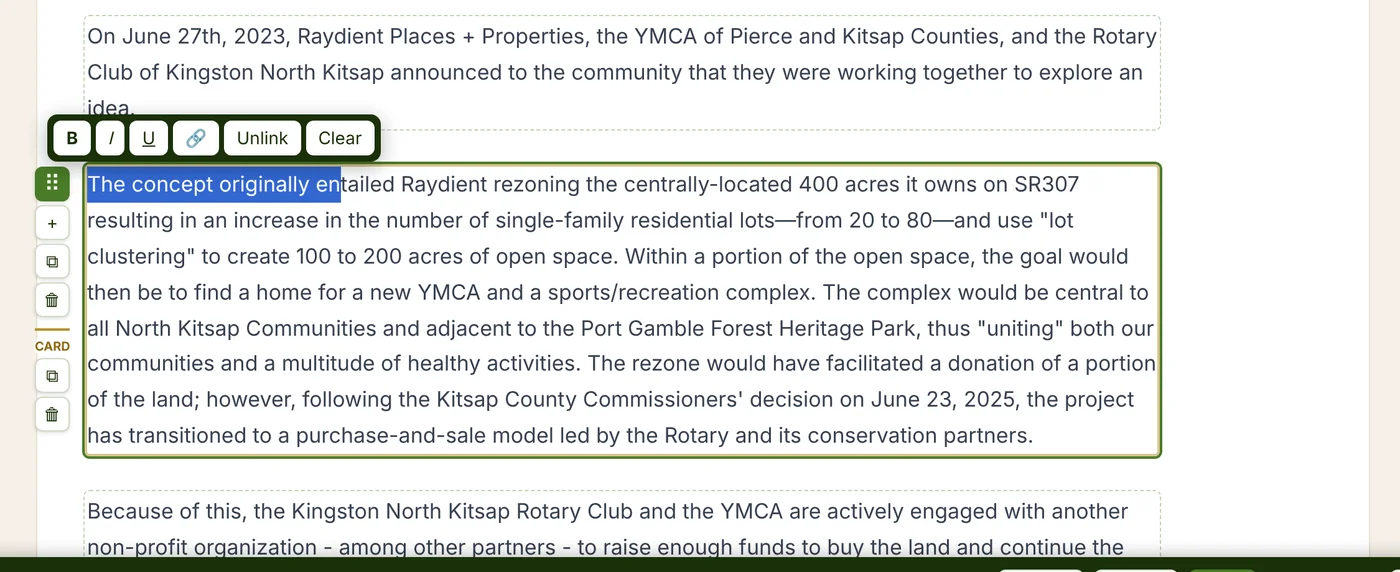 On June 27th, 2023, Raydient Places + Properties, the YMCA of Pierce and Kitsap Counties, and the Rotary
Club of Kingston North Kitsap announced to the community that they were working together to explore an
idea.
B I U Unlink Clear
The concept originally entailed Raydient rezoning the centrally-located 400 acres it owns on SR307
resulting in an increase in the number of single-family residential lots—from 20 to 80—and use "lot
clustering" to create 100 to 200 acres of open space. Within a portion of the open space, the goal would
then be to find a home for a new YMCA and a sports/recreation complex. The complex would be central to
all North Kitsap Communities and adjacent to the Port Gamble Forest Heritage Park, thus "uniting" both our
CARD
communities and a multitude of healthy activities. The rezone would have facilitated a donation of a portion
of the land; however, following the Kitsap County Commissioners' decision on June 23, 2025, the project
has transitioned to a purchase-and-sale model led by the Rotary and its conservation partners.
Because of this, the Kingston North Kitsap Rotary Club and the YMCA are actively engaged with another
non-profit organization - among other partners - to raise enough funds to buy the land and continue the